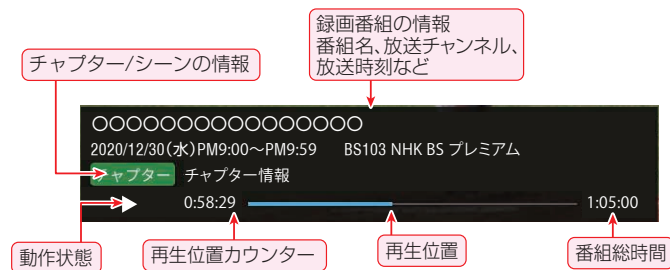 録画番組の情報
番組名、放送チャンネル、
放送時刻など
チャプター/シーンの情報
○○○○○○○○○○○○○○○○
2020/12/30(水)PM9:00～PM9:59 BS103 NHK BS プレミアム
チャプター チャプター情報
0:58:29 1:05:00
動作状態 再生位置カウンター 再生位置 番組総時間